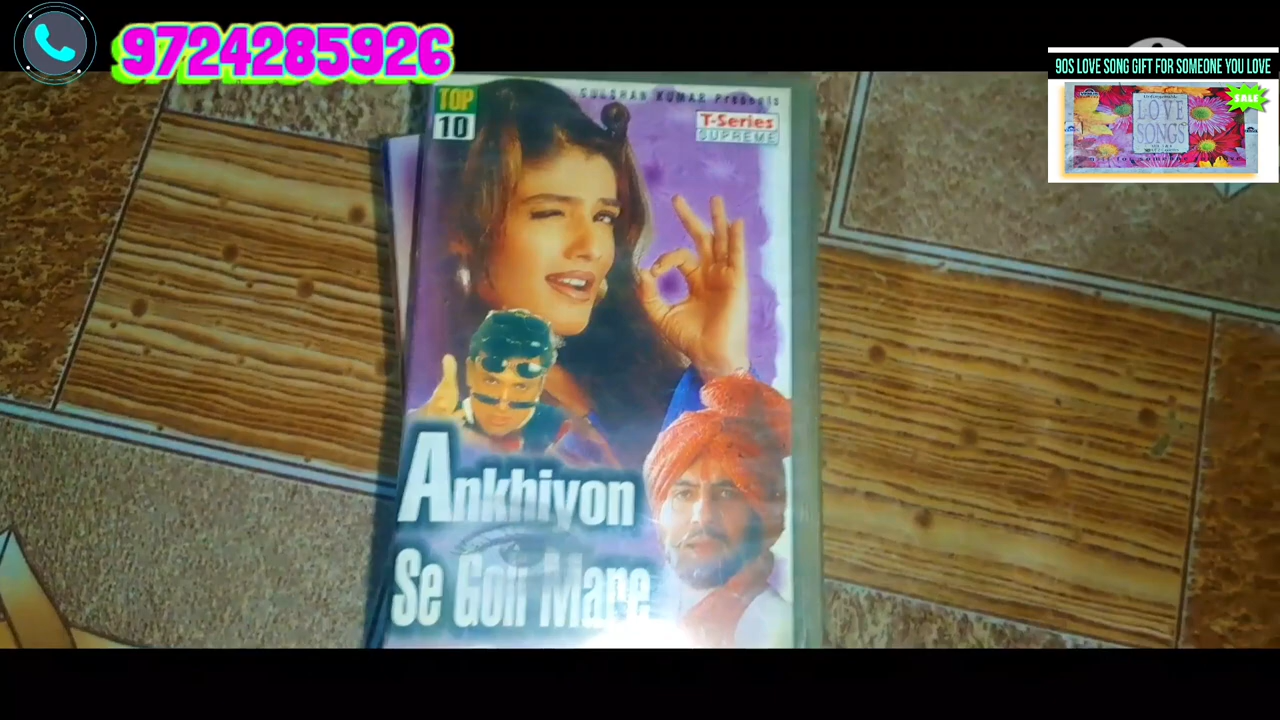 9724285926
90S LOVE SONG GIFT FOR SOMEONE YOU LOVE
SALE
LOVE
SONGS
TOP
10
GULSHAN KUMAR Presents
T-Series
SUPREME
Ankhiyon
Se Goli Mare